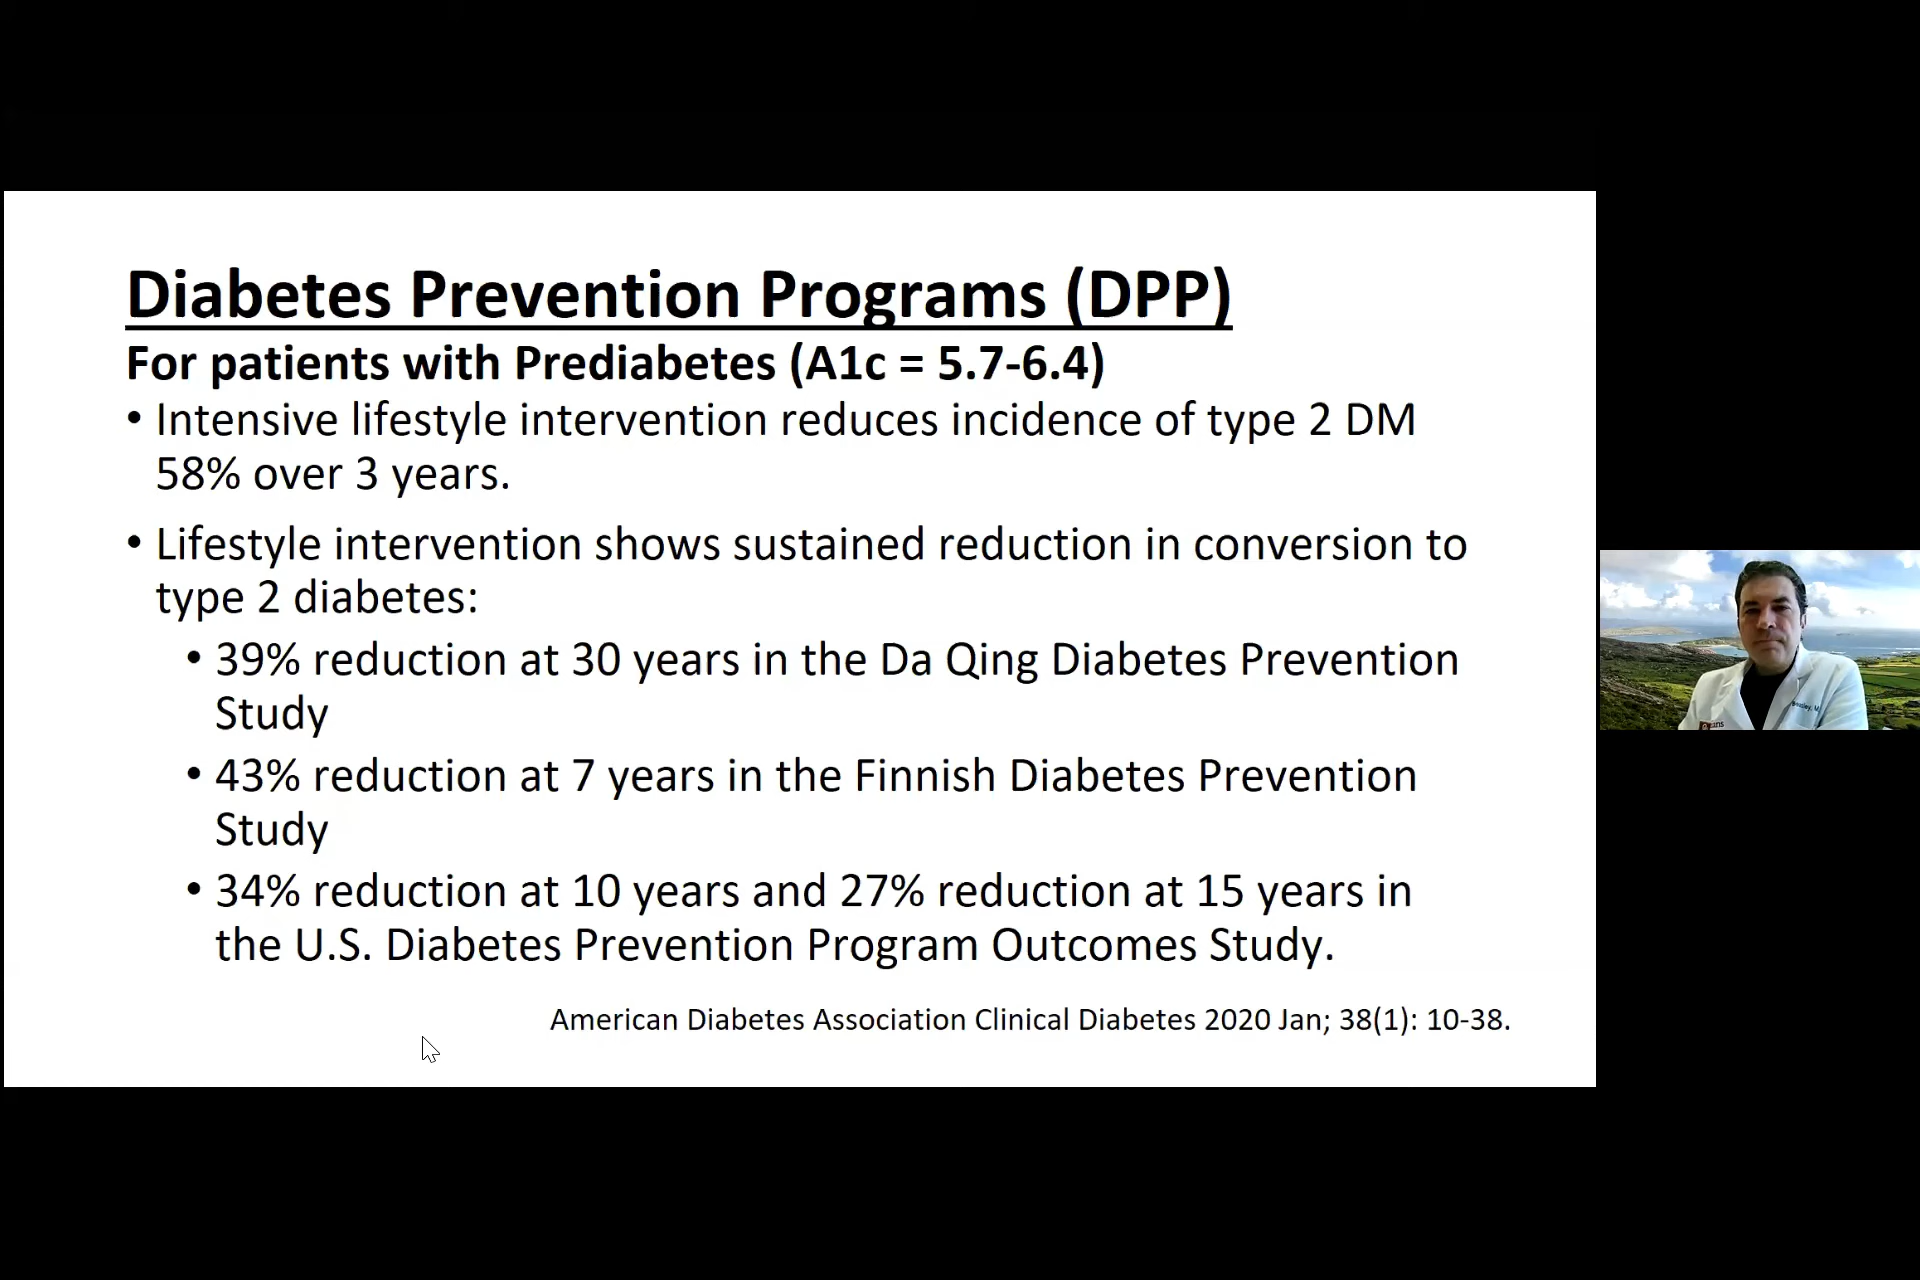 Diabetes Prevention Programs (DPP)
For patients with Prediabetes (A1c = 5.7-6.4)
• Intensive lifestyle intervention reduces incidence of type 2 DM
58% over 3 years.
• Lifestyle intervention shows sustained reduction in conversion to
type 2 diabetes:
• 39% reduction at 30 years in the Da Qing Diabetes Prevention
Study
• 43% reduction at 7 years in the Finnish Diabetes Prevention
Study
• 34% reduction at 10 years and 27% reduction at 15 years in
the U.S. Diabetes Prevention Program Outcomes Study.
American Diabetes Association Clinical Diabetes 2020 Jan; 38(1): 10-38.